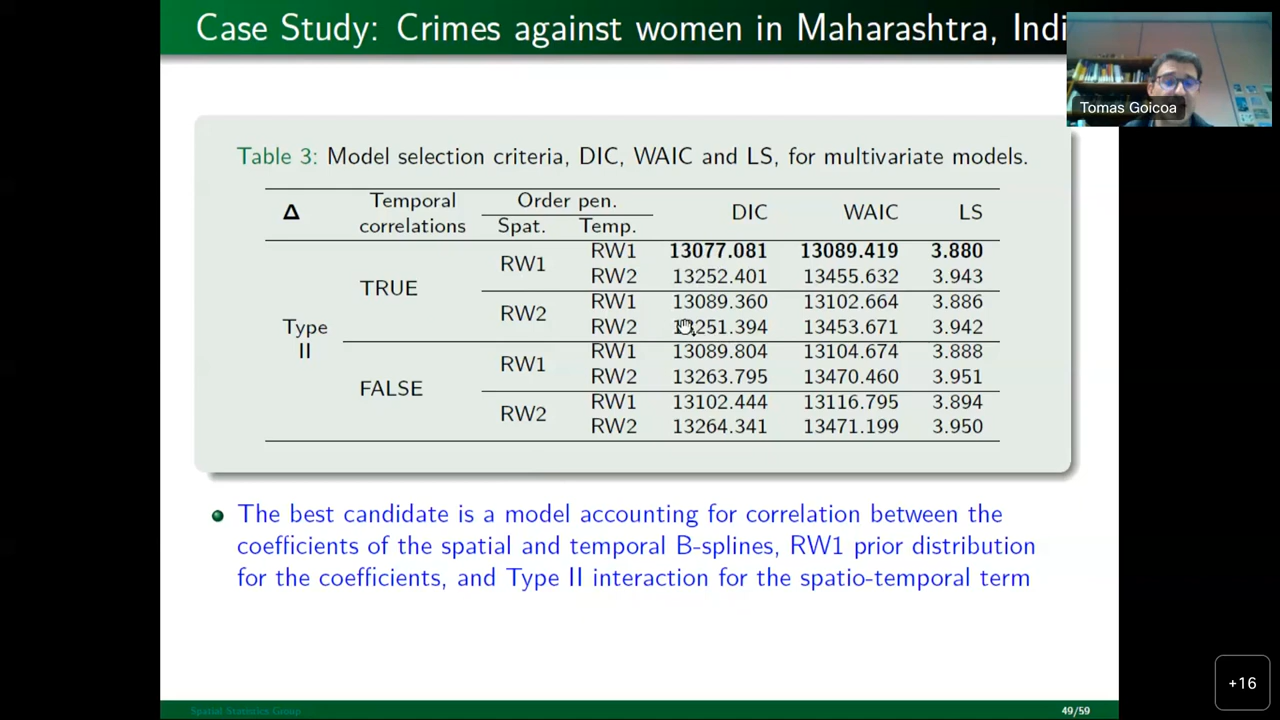 Case Study: Crimes against women in Maharashtra, Indi
Tomas Goicoa
Table 3: Model selection criteria, DIC, WAIC and LS, for multivariate models.
Δ Temporal correlations Order pen. Spat. Temp. DIC WAIC LS
Type II TRUE RW1 RW1 13077.081 13089.419 3.880
RW2 13252.401 13455.632 3.943
RW2 RW1 13089.360 13102.664 3.886
RW2 251.394 13453.671 3.942
FALSE RW1 RW1 13089.804 13104.674 3.888
RW2 13263.795 13470.460 3.951
RW2 RW1 13102.444 13116.795 3.894
RW2 13264.341 13471.199 3.950
The best candidate is a model accounting for correlation between the
coefficients of the spatial and temporal B-splines, RW1 prior distribution
for the coefficients, and Type II interaction for the spatio-temporal term
+16
Spatial Statistics Group
49/59